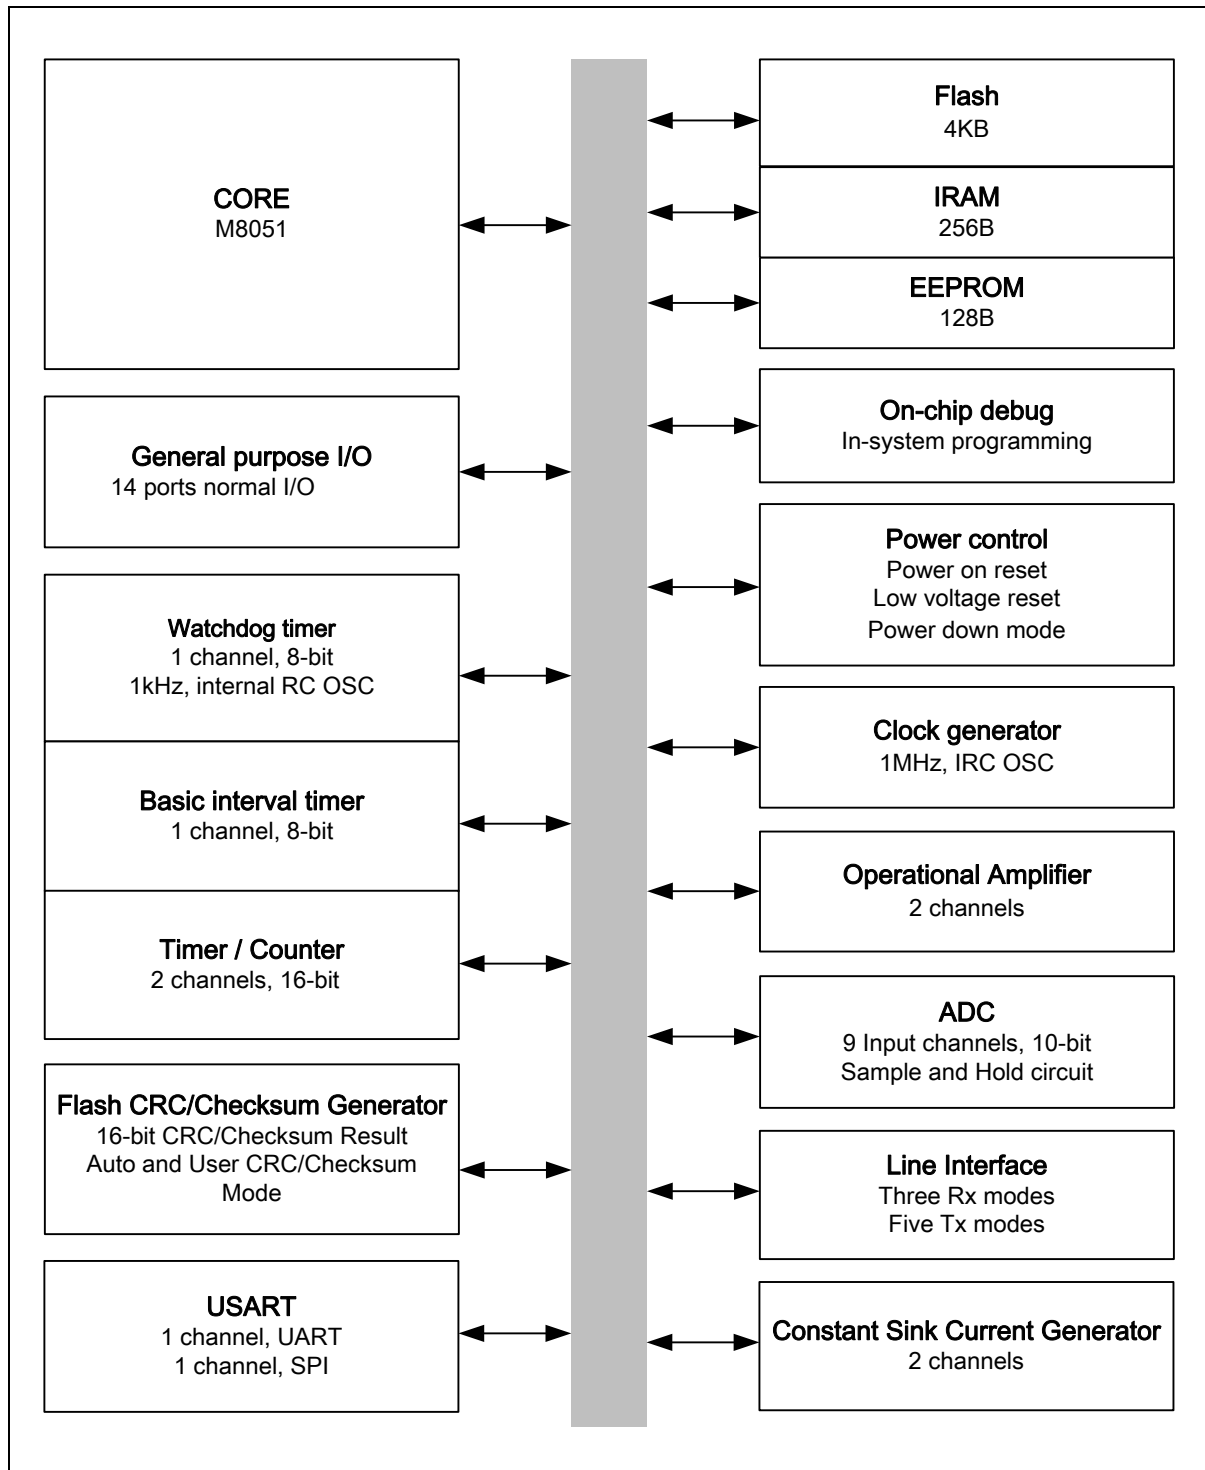 CORE
M8051
General purpose I/O
14 ports normal I/O
Watchdog timer
1 channel, 8-bit
1kHz, internal RC OSC
Basic interval timer
1 channel, 8-bit
Timer / Counter
2 channels, 16-bit
Flash CRC/Checksum Generator
16-bit CRC/Checksum Result
Auto and User CRC/Checksum
Mode
USART
1 channel, UART
1 channel, SPI
Flash
4KB
IRAM
256B
EEPROM
128B
On-chip debug
In-system programming
Power control
Power on reset
Low voltage reset
Power down mode
Clock generator
1MHz, IRC OSC
Operational Amplifier
2 channels
ADC
9 Input channels, 10-bit
Sample and Hold circuit
Line Interface
Three Rx modes
Five Tx modes
Constant Sink Current Generator
2 channels